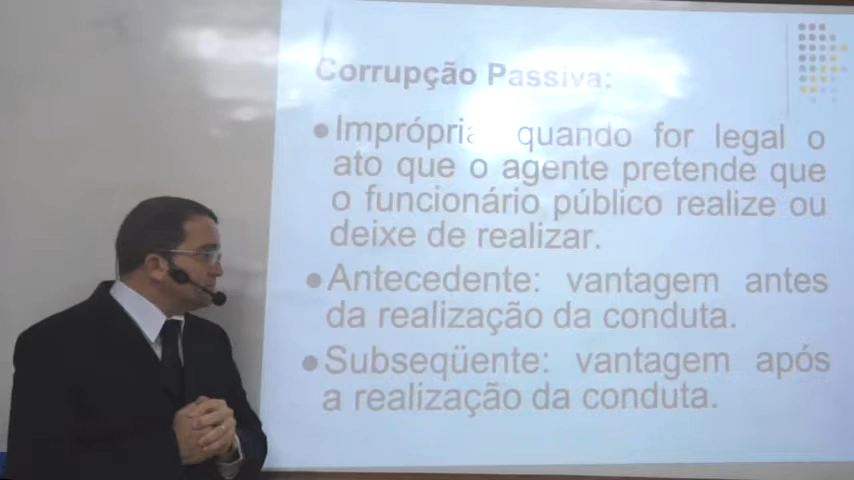 Corrupção Passiva:
Imprópria quando for legal o
ato que o agente pretende que
o funcionário público realize ou
deixe de realizar.
Antecedente: vantagem antes
da realização da conduta.
Subseqüente: vantagem após
a realização da conduta.